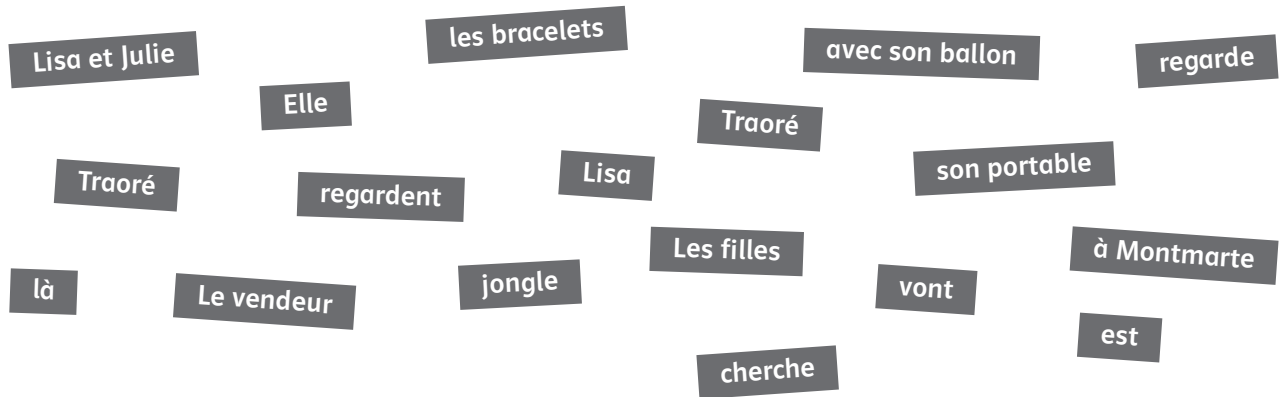 Lisa et Julie
les bracelets
avec son ballon
regarde
Elle
Traoré
Traoré
regardent
Lisa
son portable
Les filles
à Montmarte
là
Le vendeur
jongle
vont
est
cherche